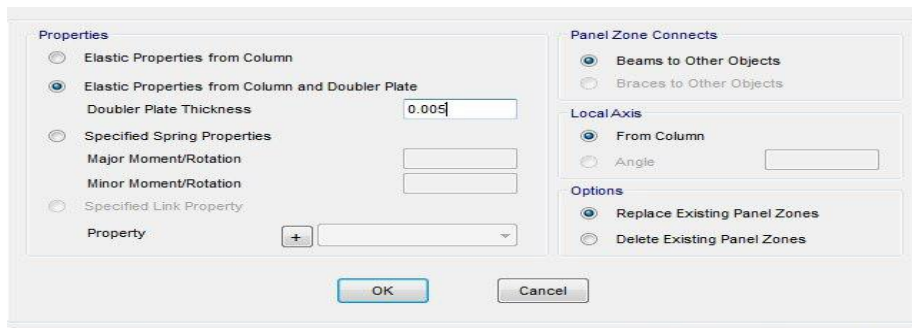 Properties
Elastic Properties from Column
Elastic Properties from Column and Doubler Plate
Doubler Plate Thickness 0.005
Specified Spring Properties
Major Moment/Rotation
Minor Moment/Rotation
Specified Link Property
Property +
Panel Zone Connects
Beams to Other Objects
Braces to Other Objects
Local Axis
From Column
Angle
Options
Replace Existing Panel Zones
Delete Existing Panel Zones
OK Cancel